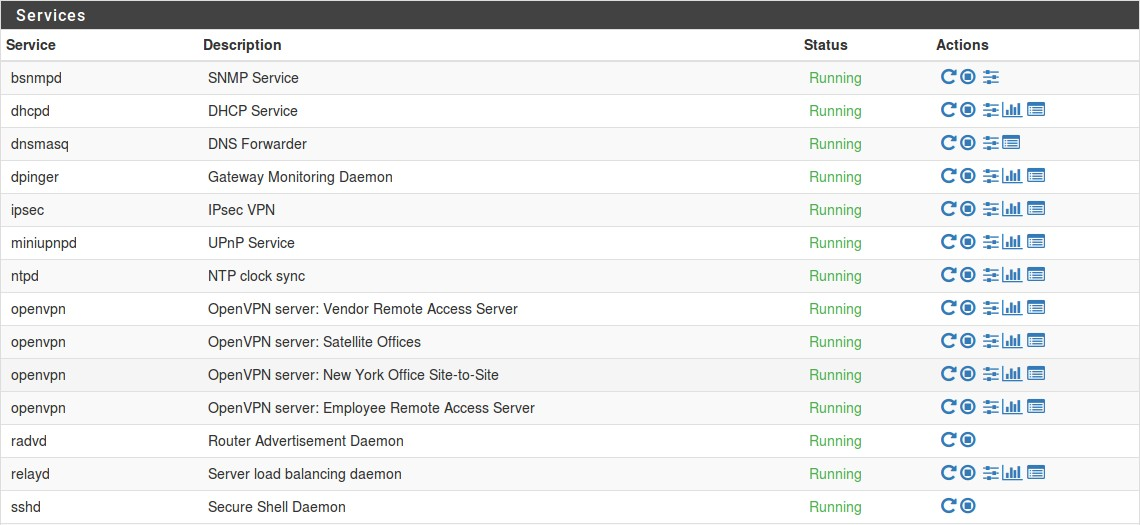 Services
Service Description Status Actions
bsnmpd SNMP Service Running
dhcpd DHCP Service Running
dnsmasq DNS Forwarder Running
dpinger Gateway Monitoring Daemon Running
ipsec IPsec VPN Running
miniupnpd UPnP Service Running
ntpd NTP clock sync Running
openvpn OpenVPN server: Vendor Remote Access Server Running
openvpn OpenVPN server: Satellite Offices Running
openvpn OpenVPN server: New York Office Site-to-Site Running
openvpn OpenVPN server: Employee Remote Access Server Running
radvd Router Advertisement Daemon Running
relayd Server load balancing daemon Running
sshd Secure Shell Daemon Running